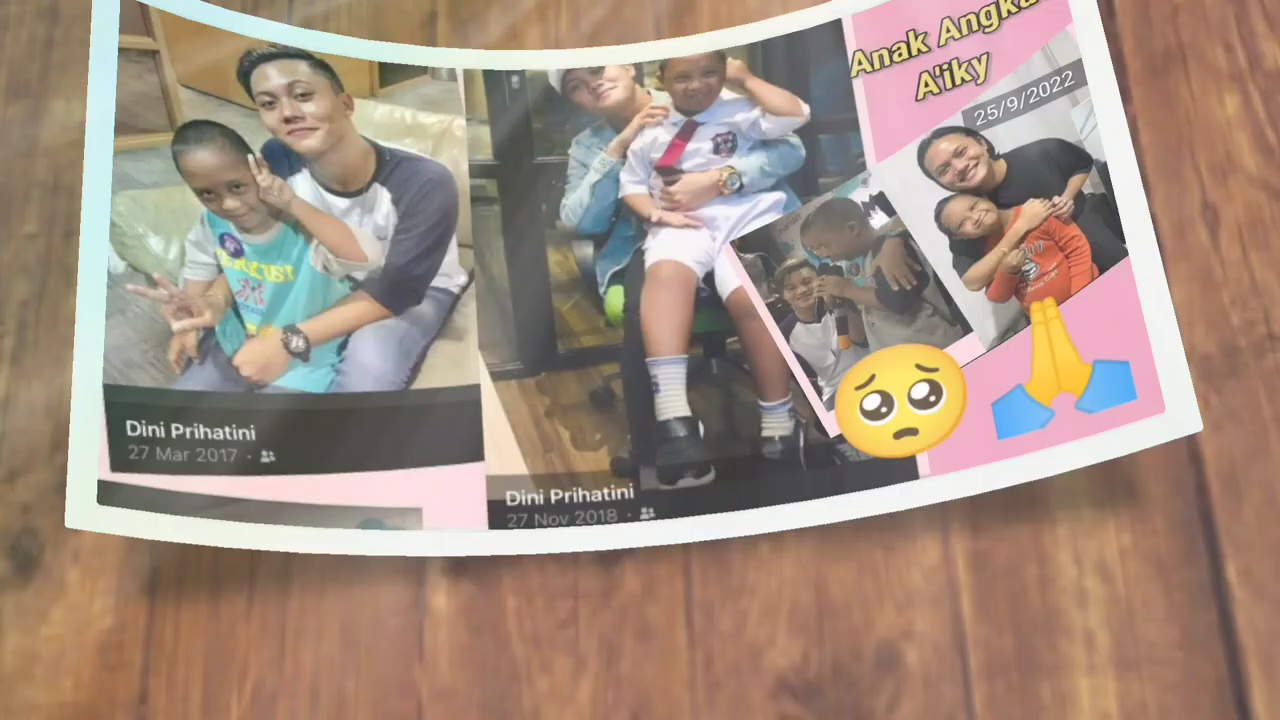 Anak Angka
A'iky
25/9/2022
Dini Prihatini
27 Mar 2017
Dini Prihatini
27 Nov 2018